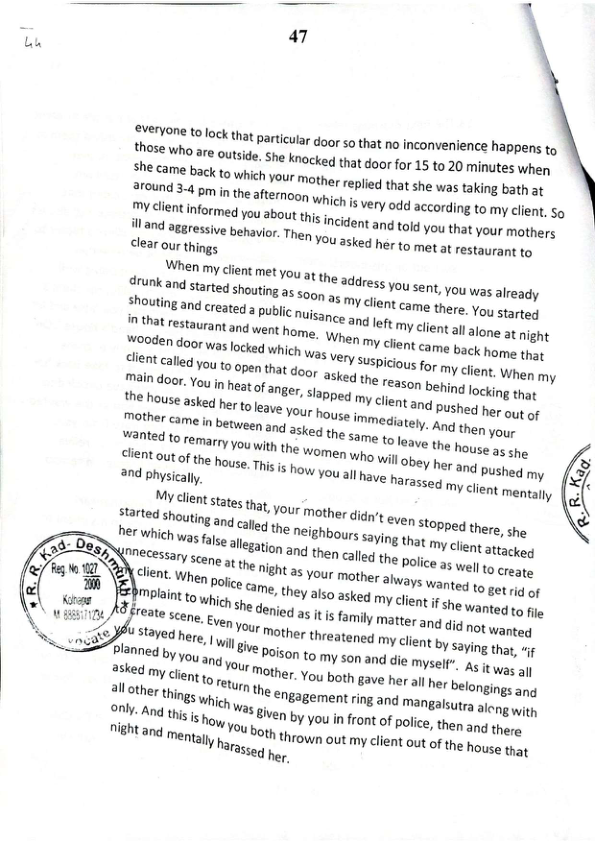 47
44
everyone to lock that particular door so that no inconvenience happens to
those who are outside. She knocked that door for 15 to 20 minutes when
she came back to which your mother replied that she was taking bath at
around 3-4 pm in the afternoon which is very odd according to my client. So
my client informed you about this incident and told you that your mothers
ill and aggressive behavior. Then you asked her to met at restaurant to
clear our things
When my client met you at the address you sent, you was already
drunk and started shouting as soon as my client came there. You started
shouting and created a public nuisance and left my client all alone at night
in that restaurant and went home. When my client came back home that
wooden door was locked which was very suspicious for my client. When my
client called you to open that door asked the reason behind locking that
main door. You in heat of anger, slapped my client and pushed her out of
the house asked her to leave your house immediately. And then your
mother came in between and asked the same to leave the house as she
wanted to remarry you with the women who will obey her and pushed my
client out of the house. This is how you all have harassed my client mentally
and physically.
My client states that, your mother didn't even stopped there, she
started shouting and called the neighbours saying that my client attacked
her which was false allegation and then called the police as well to create
unnecessary scene at the night as your mother always wanted to get rid of
client. When police came, they also asked my client if she wanted to file
complaint to which she denied as it is family matter and did not wanted
to create scene. Even your mother threatened my client by saying that, "if
you stayed here, I will give poison to my son and die myself". As it was all
planned by you and your mother. You both gave her all her belongings and
asked my client to return the engagement ring and mangalsutra along with
all other things which was given by you in front of police, then and there
only. And this is how you both thrown out my client out of the house that
night and mentally harassed her.
R. R. Kad-Deshmukh
Reg. No. 1027
2000
Kolhapur
M 8888171234
vocate
R. R. Kad.